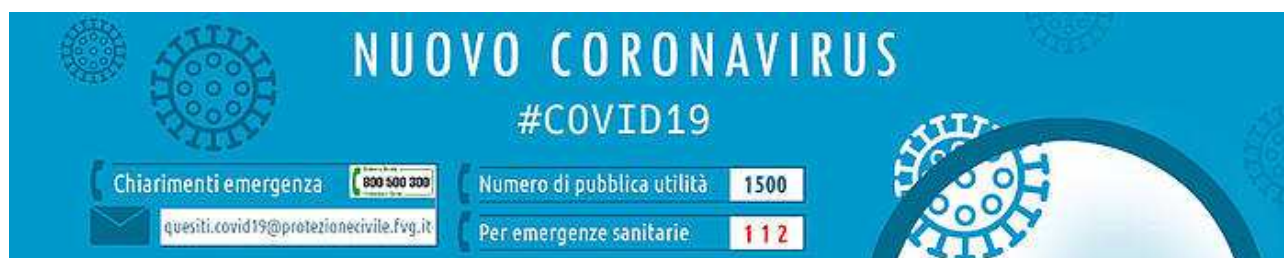 NUOVO CORONAVIRUS
#COVID19
Chiarimenti emergenza
800 500 300
quesiti.covid19@protezionecivile.fvg.it
Numero di pubblica utilità 1500
Per emergenze sanitarie 112